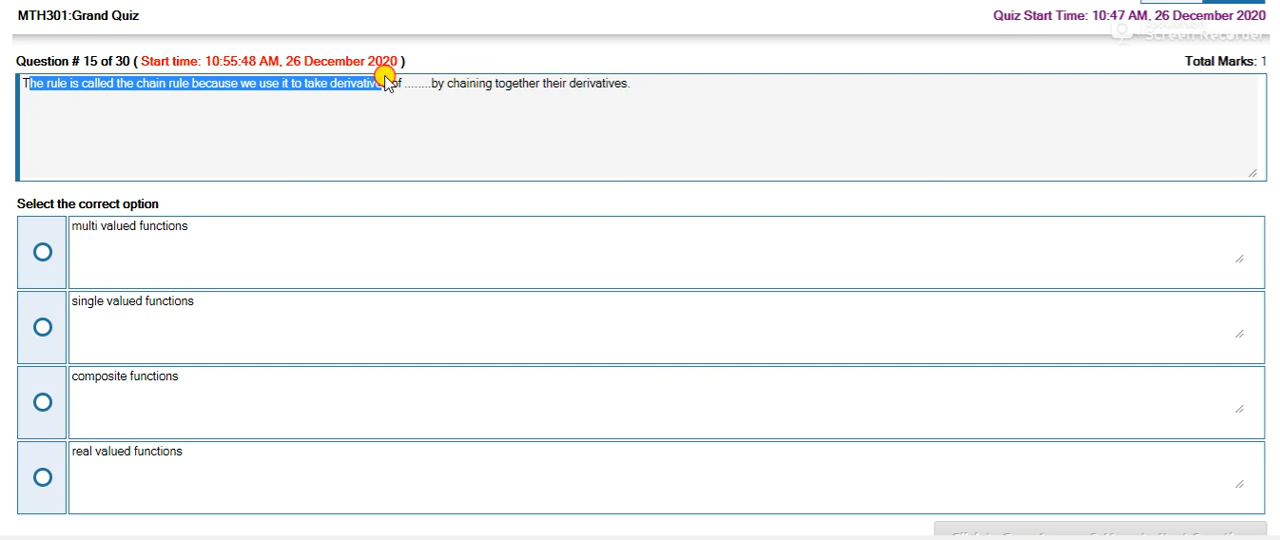 MTH301:Grand Quiz
Quiz Start Time: 10:47 AM, 26 December 2020
Screen Recorder
Question # 15 of 30 ( Start time: 10:55:48 AM, 26 December 2020 )
Total Marks: 1
The rule is called the chain rule because we use it to take derivatives of ........by chaining together their derivatives.
Select the correct option
multi valued functions
single valued functions
composite functions
real valued functions